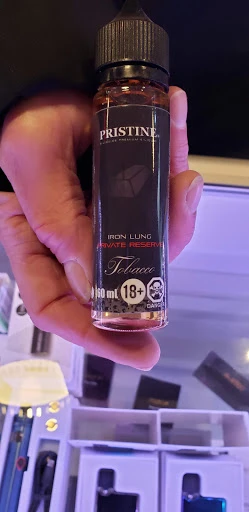 PRISTINE.
IRON LUNG
PRIVATE RESERVE
Tobacco
60 ml 18+